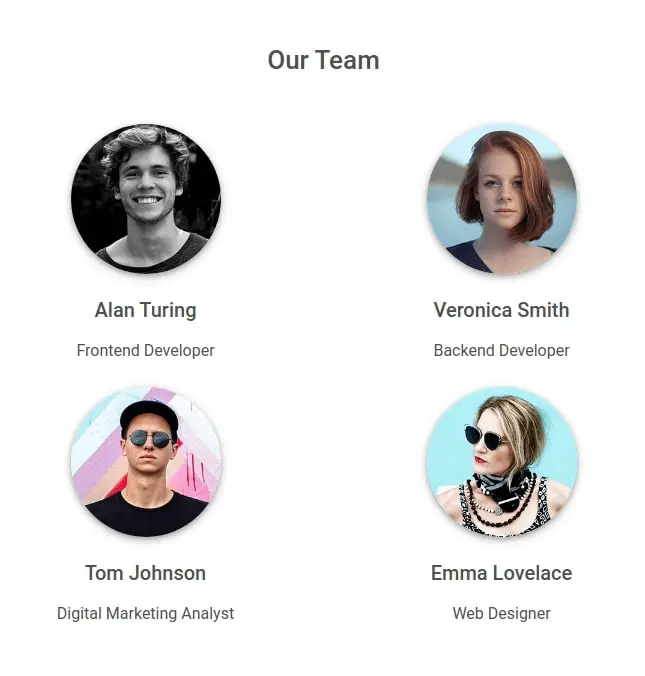 Our Team
Alan Turing
Frontend Developer
Veronica Smith
Backend Developer
Tom Johnson
Digital Marketing Analyst
Emma Lovelace
Web Designer